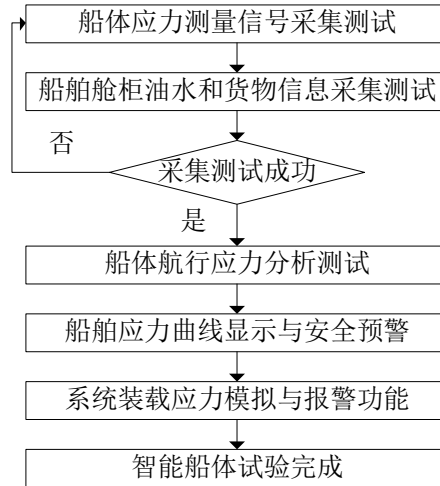 船体应力测量信号采集测试
船舶舱柜油水和货物信息采集测试
否
采集测试成功
是
船体航行应力分析测试
船舶应力曲线显示与安全预警
系统装载应力模拟与报警功能
智能船体试验完成